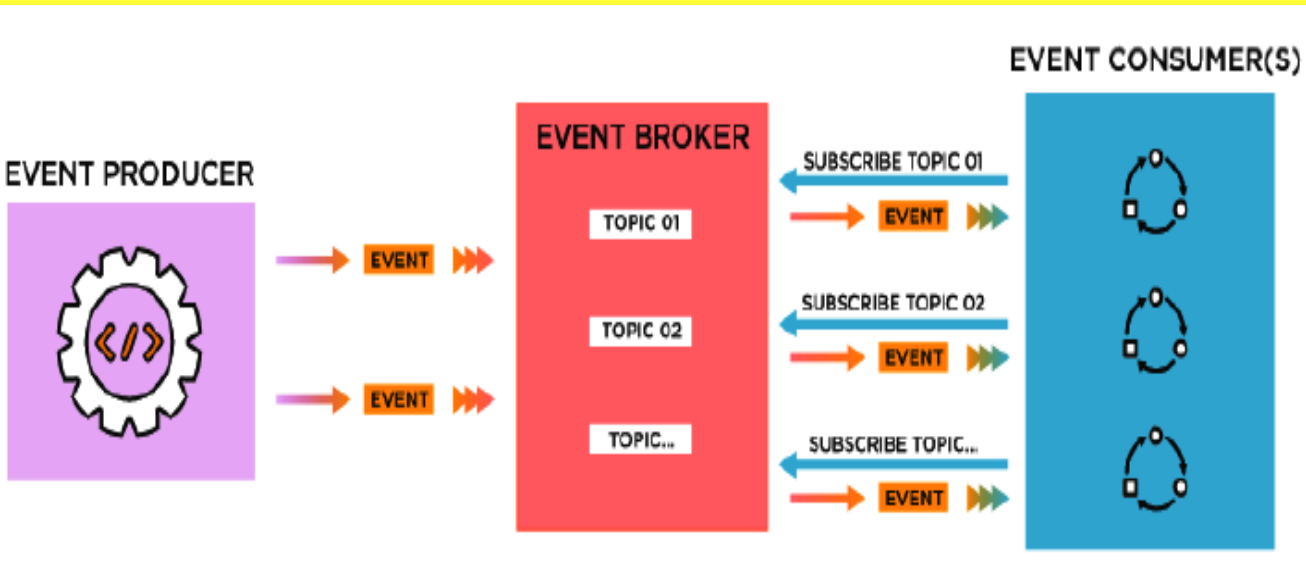 EVENT PRODUCER
</>
EVENT
EVENT
EVENT BROKER
TOPIC 01
TOPIC 02
TOPIC...
SUBSCRIBE TOPIC 01
EVENT
SUBSCRIBE TOPIC 02
EVENT
SUBSCRIBE TOPIC...
EVENT
EVENT CONSUMER(S)